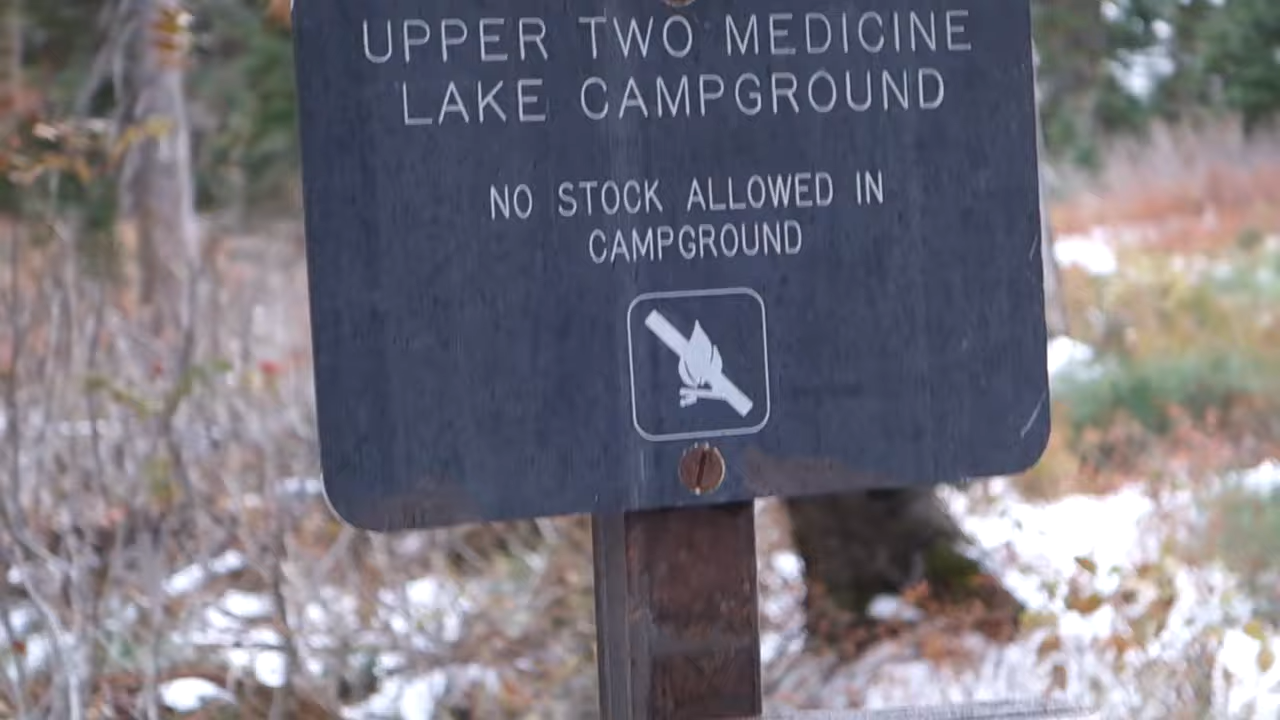 UPPER TWO MEDICINE
LAKE CAMPGROUND
NO STOCK ALLOWED IN
CAMPGROUND